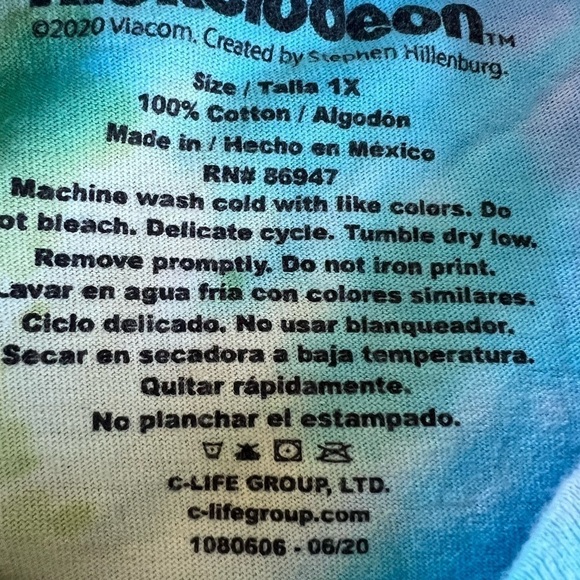 Nickelodeon™
©2020 Viacom. Created by Stephen Hillenburg.
Size / Talla 1X
100% Cotton / Algodón
Made in / Hecho en México
RN# 86947
Machine wash cold with like colors. Do
ot bleach. Delicate cycle. Tumble dry low.
Remove promptly. Do not iron print.
Lavar en agua fría con colores similares.
Ciclo delicado. No usar blanqueador.
Secar en secadora a baja temperatura.
Quitar rápidamente.
No planchar el estampado.
C-LIFE GROUP, LTD.
c-lifegroup.com
1080606 - 06/20